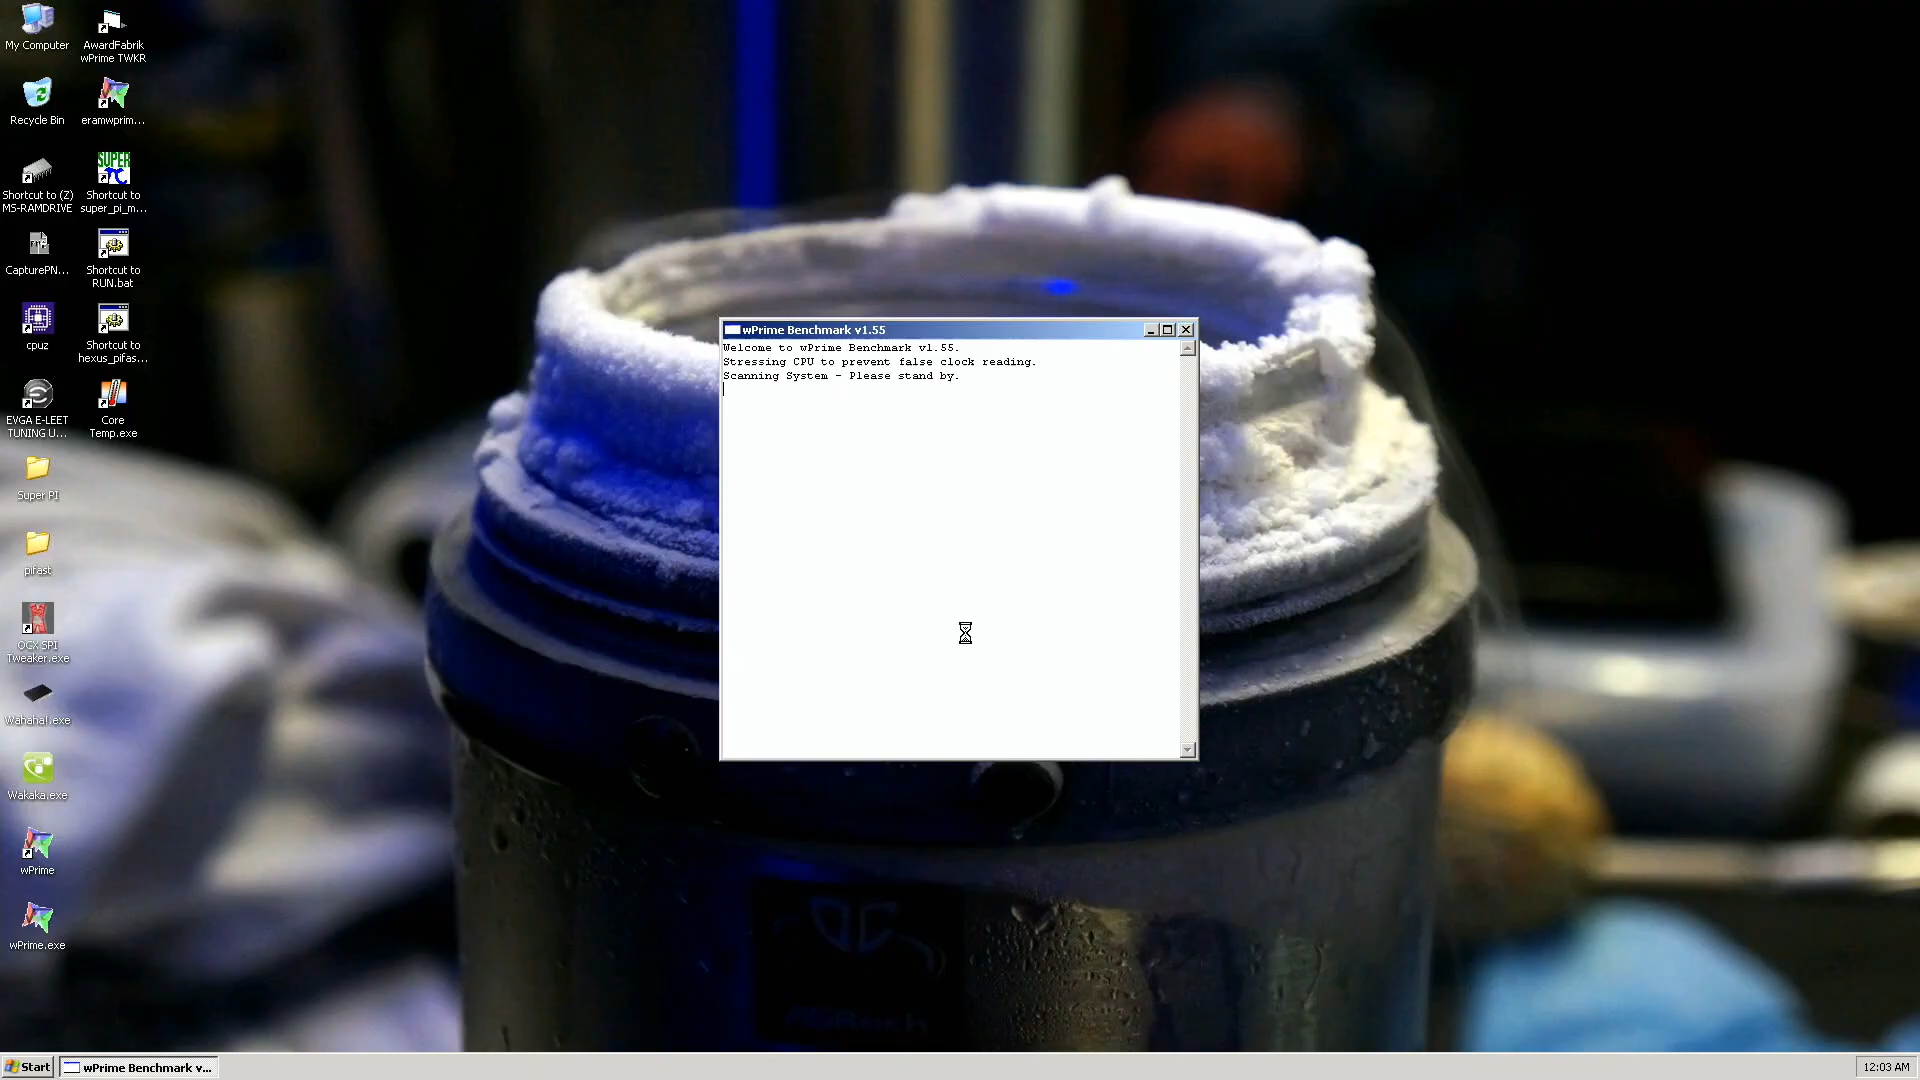 My Computer
AwardFabrik
wPrime TWKR
Recycle Bin
eramwprim...
Shortcut to (Z)
MS-RAMDRIVE
Shortcut to
super_pi_m...
SUPER
CapturePN...
Shortcut to
RUN.bat
cpuz
Shortcut to
hexus_pifas...
EVGA E-LEET
TUNING U...
Core
Temp.exe
Super PI
pifast
OCX SPI
Tweaker.exe
Wahaha!.exe
Wakaka.exe
wPrime
wPrime.exe
wPrime Benchmark v1.55
Welcome to wPrime Benchmark v1.55.
Stressing CPU to prevent false clock reading.
Scanning System - Please stand by.
Start
wPrime Benchmark v...
12:03 AM